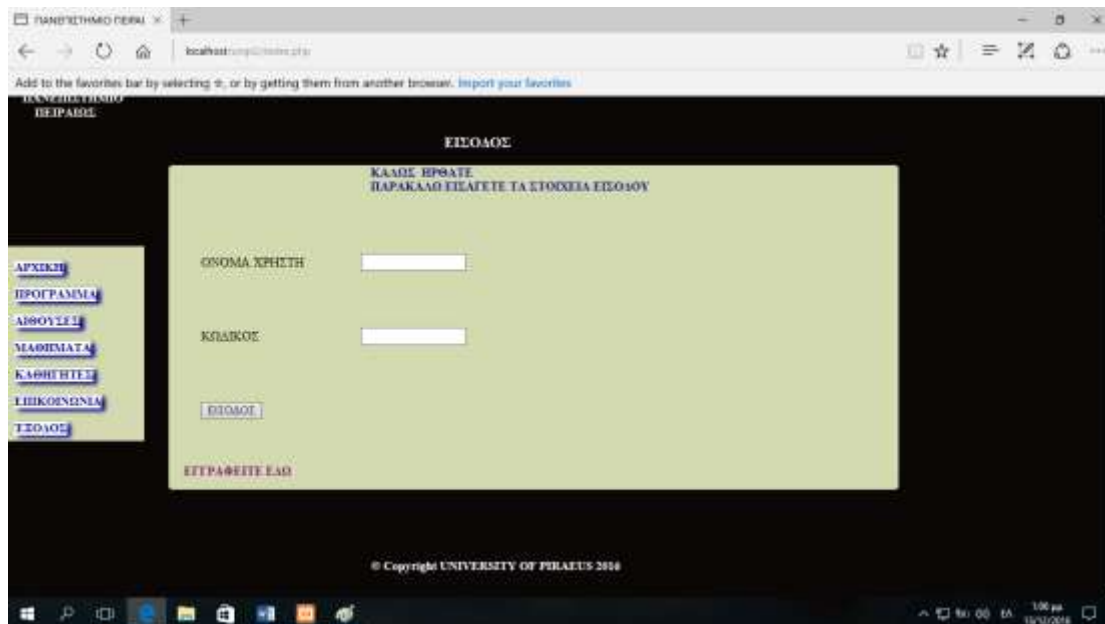 ΠΑΝΕΠΙΣΤΗΜΙΟ ΠΕΙΡΑΙ
localhost
Add to the favorites bar by selecting ☆, or by getting them from another browser. Import your favorites
ΠΑΝΕΠΙΣΤΗΜΙΟ
ΠΕΙΡΑΙΩΣ
ΕΙΣΟΔΟΣ
ΚΑΛΩΣ ΗΡΘΑΤΕ
ΠΑΡΑΚΑΛΩ ΕΙΣΑΓΕΤΕ ΤΑ ΣΤΟΙΧΕΙΑ ΕΙΣΟΔΟΥ
ΑΡΧΙΚΗ
ΠΡΟΓΡΑΜΜΑ
ΑΙΘΟΥΣΕΣ
ΜΑΘΗΜΑΤΑ
ΚΑΘΗΓΗΤΕΣ
ΕΠΙΚΟΙΝΩΝΙΑ
ΟΝΟΜΑ ΧΡΗΣΤΗ
ΚΩΔΙΚΟΣ
ΕΙΣΟΔΟΣ
ΕΓΓΡΑΦΕΙΤΕ ΕΔΩ
© Copyright UNIVERSITY OF PIRAEUS 2016